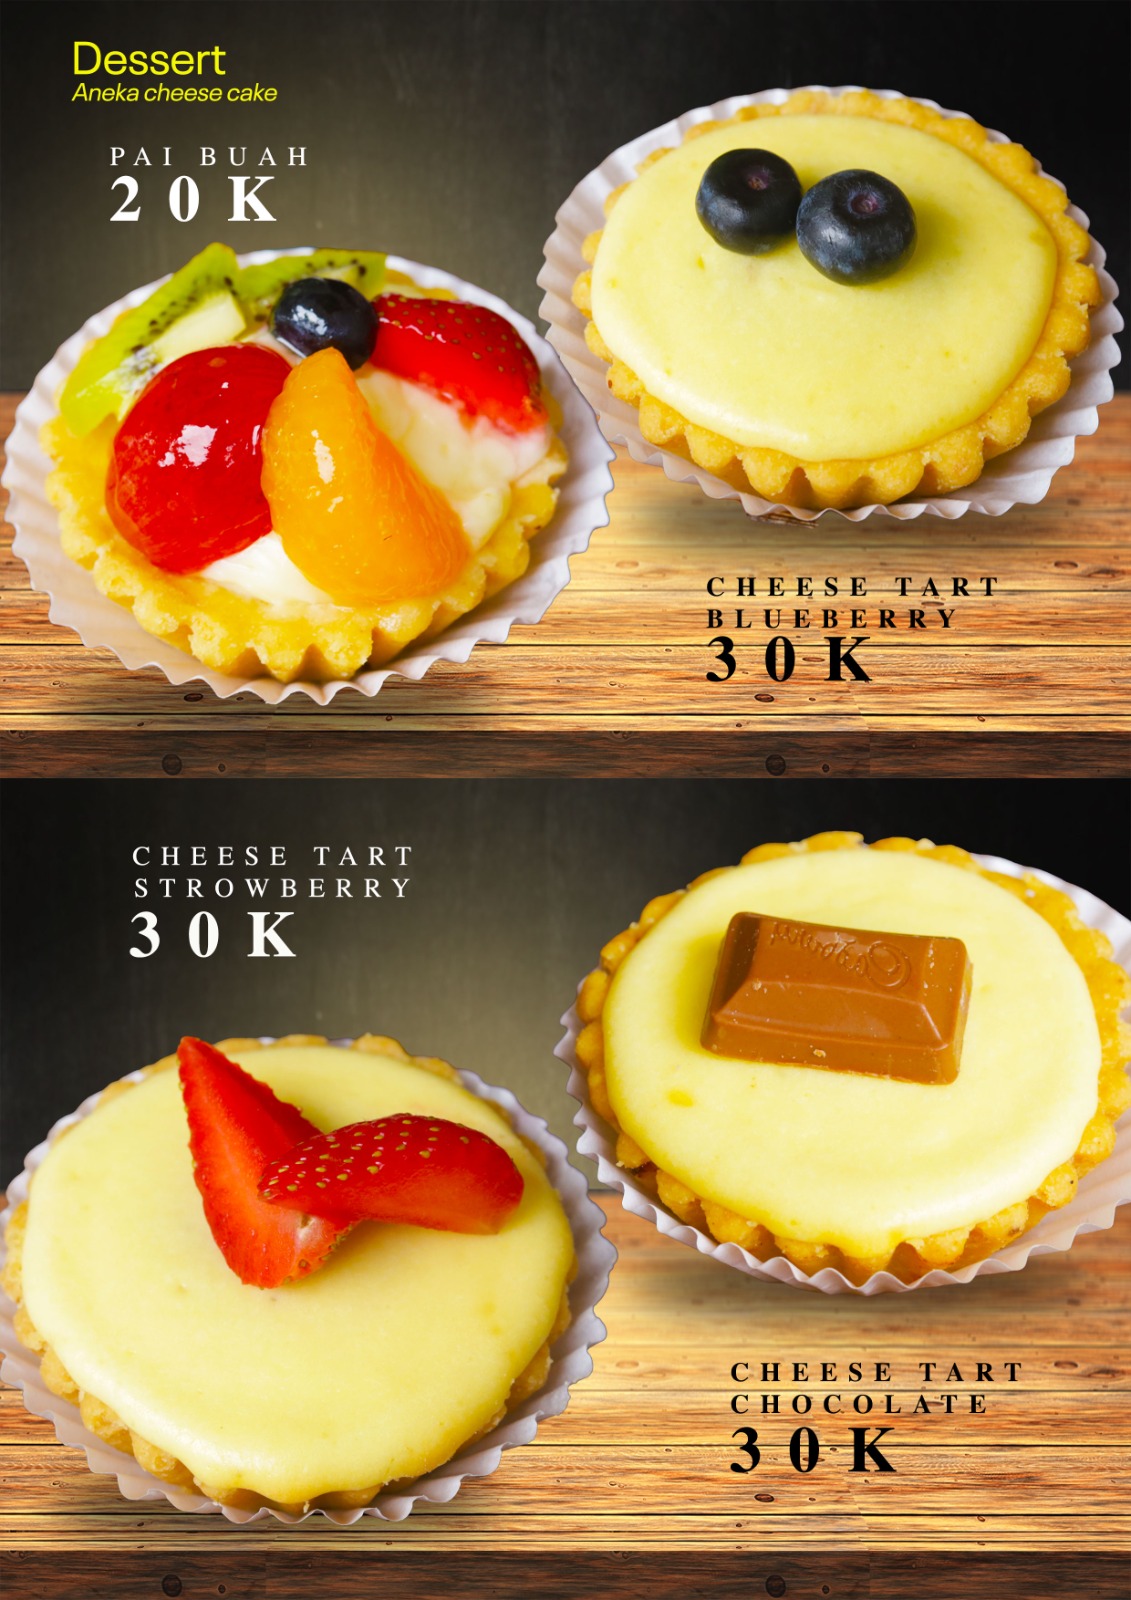 Dessert
Aneka cheese cake
PAI BUAH
20K
CHEESE TART
BLUEBERRY
30K
CHEESE TART
STROWBERRY
30K
CHEESE TART
CHOCOLATE
30K